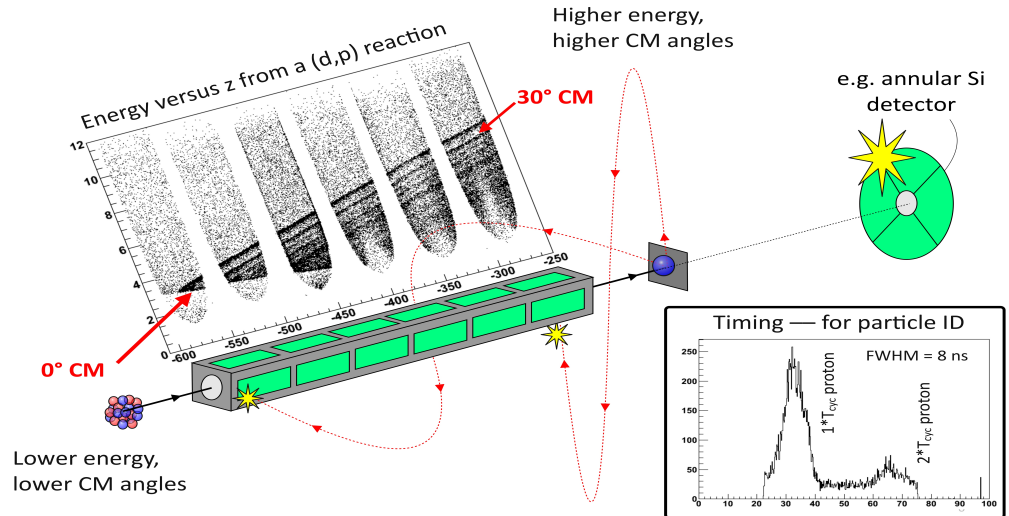 Higher energy,
higher CM angles
Energy versus z from a (d,p) reaction
30° CM
e.g. annular Si
detector
12
10
8
6
4
2
0
-600
-550
-500
-450
-400
-350
-300
-250
0° CM
Lower energy,
lower CM angles
Timing — for particle ID
FWHM = 8 ns
1*Tcyc proton
2*Tcyc proton
250
200
150
100
50
0
0 10 20 30 40 50 60 70 80 90 100